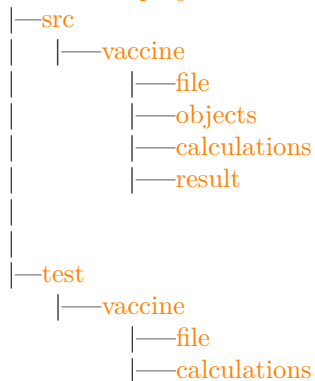 src
vaccine
file
objects
calculations
result
test
vaccine
file
calculations